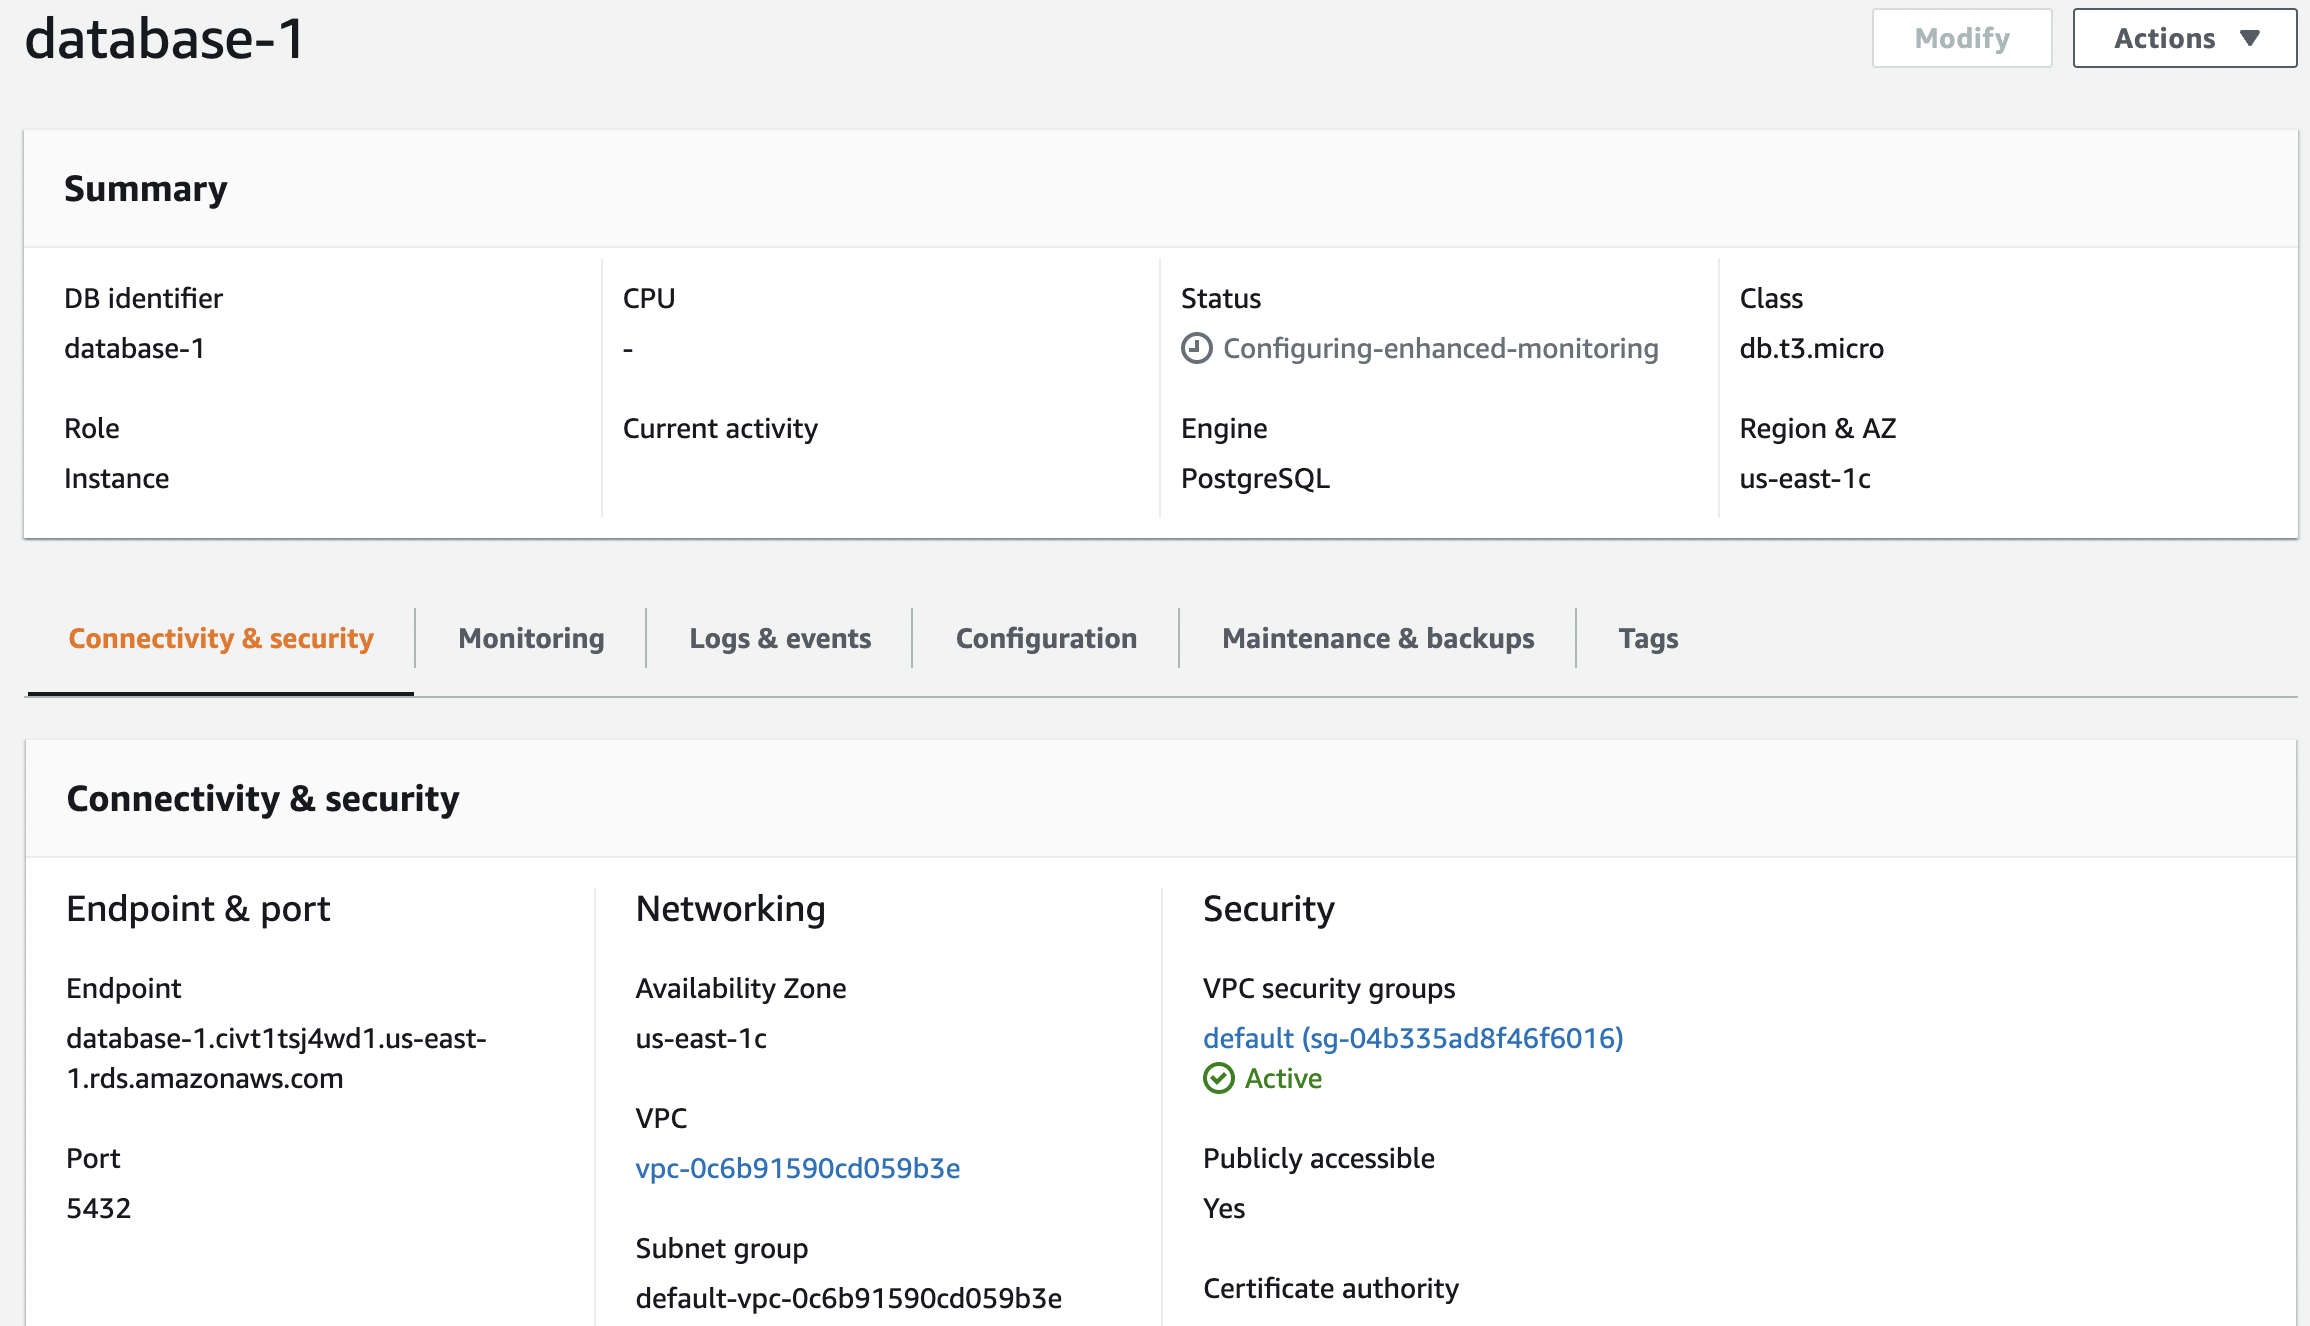 database-1
Modify
Actions
Summary
DB identifier
database-1
CPU
-
Status
Configuring-enhanced-monitoring
Class
db.t3.micro
Role
Instance
Current activity
Engine
PostgreSQL
Region & AZ
us-east-1c
Connectivity & security
Monitoring
Logs & events
Configuration
Maintenance & backups
Tags
Connectivity & security
Endpoint & port
Endpoint
database-1.civt1tsj4wd1.us-east-
1.rds.amazonaws.com
Port
5432
Networking
Availability Zone
us-east-1c
VPC
vpc-0c6b91590cd059b3e
Subnet group
default-vpc-0c6b91590cd059b3e
Security
VPC security groups
default (sg-04b335ad8f46f6016)
Active
Publicly accessible
Yes
Certificate authority